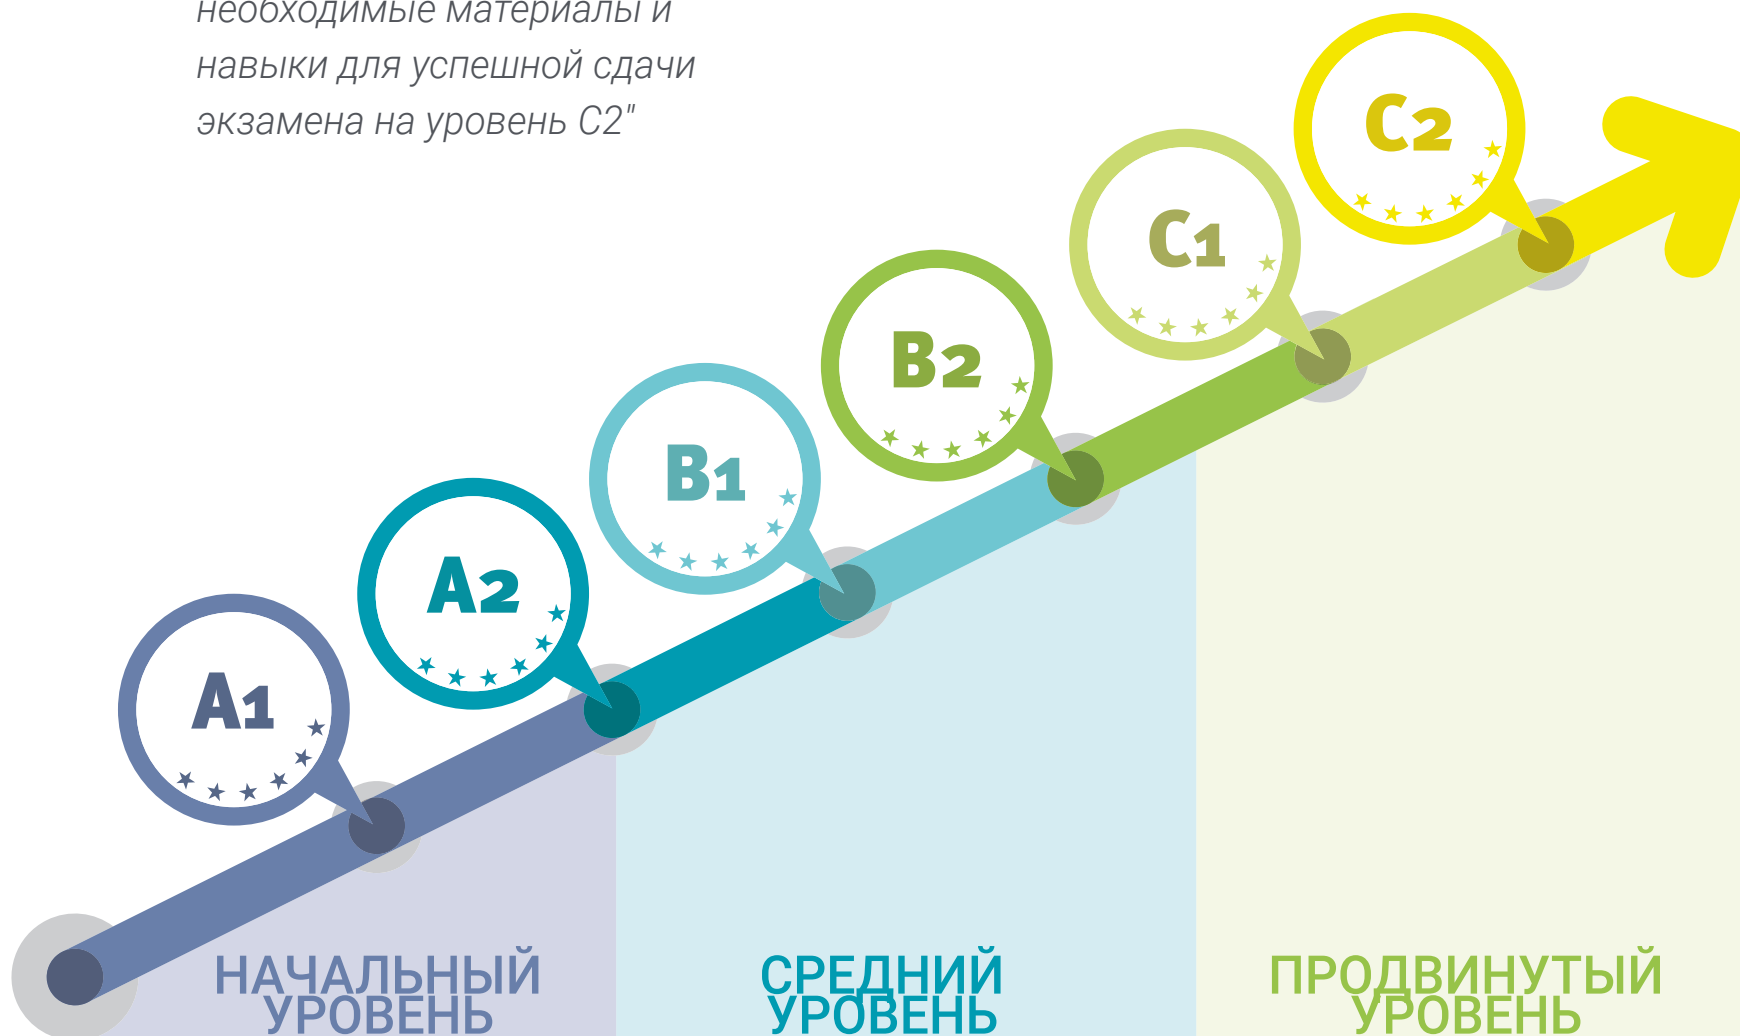 необходимые материалы и
навыки для успешной сдачи
экзамена на уровень С2"
C2
C1
B2
B1
A2
A1
НАЧАЛЬНЫЙ
УРОВЕНЬ
СРЕДНИЙ
УРОВЕНЬ
ПРОДВИНУТЫЙ
УРОВЕНЬ